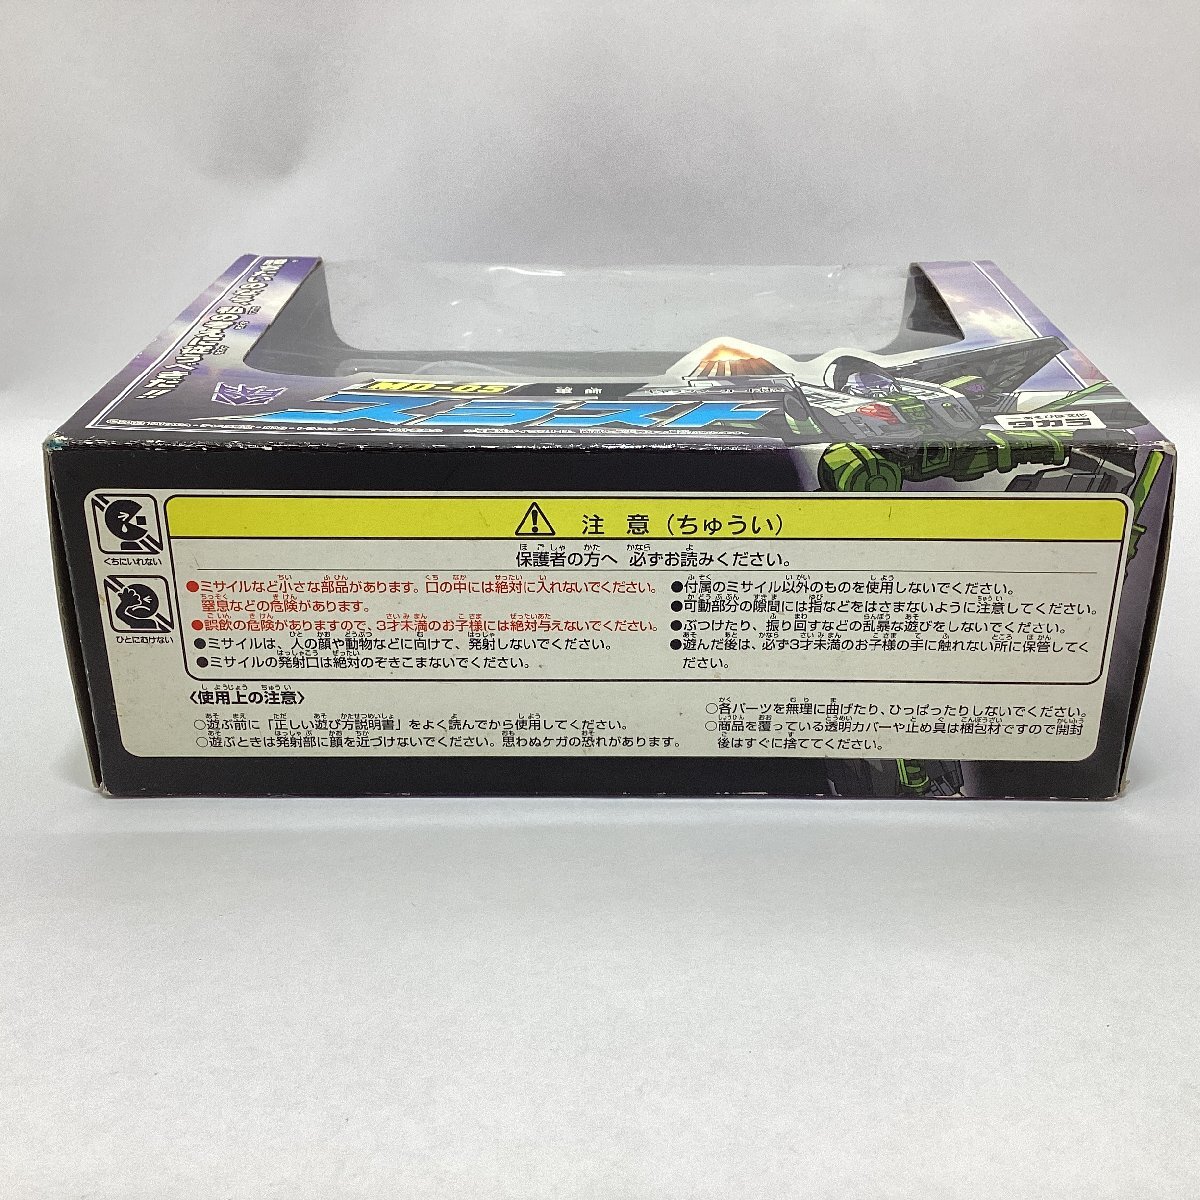 MD-05
スラスト
タカラ
くちにいれない
ひとにむけない
注 意（ちゅうい）
保護者の方へ 必ずお読みください。
●ミサイルなど小さな部品があります。口の中には絶対に入れないでください。
窒息などの危険があります。
●誤飲の危険がありますので、3才未満のお子様には絶対与えないでください。
●ミサイルは、人の顔や動物などに向けて、発射しないでください。
●ミサイルの発射口は絶対のぞきこまないでください。
●付属のミサイル以外のものを使用しないでください。
●可動部分の隙間には指などをはさまないように注意してください。
●ぶつけたり、振り回すなどの乱暴な遊びをしないでください。
●遊んだ後は、必ず3才未満のお子様の手に触れない所に保管してく
ださい。
〈使用上の注意〉
○遊ぶ前に「正しい遊び方説明書」をよく読んでから使用してください。
○遊ぶときは発射部に顔を近づけないでください。思わぬケガの恐れがあります。
○各パーツを無理に曲げたり、ひっぱったりしないでください。
○商品を覆っている透明カバーや止め具は梱包材ですので開封
後はすぐに捨ててください。